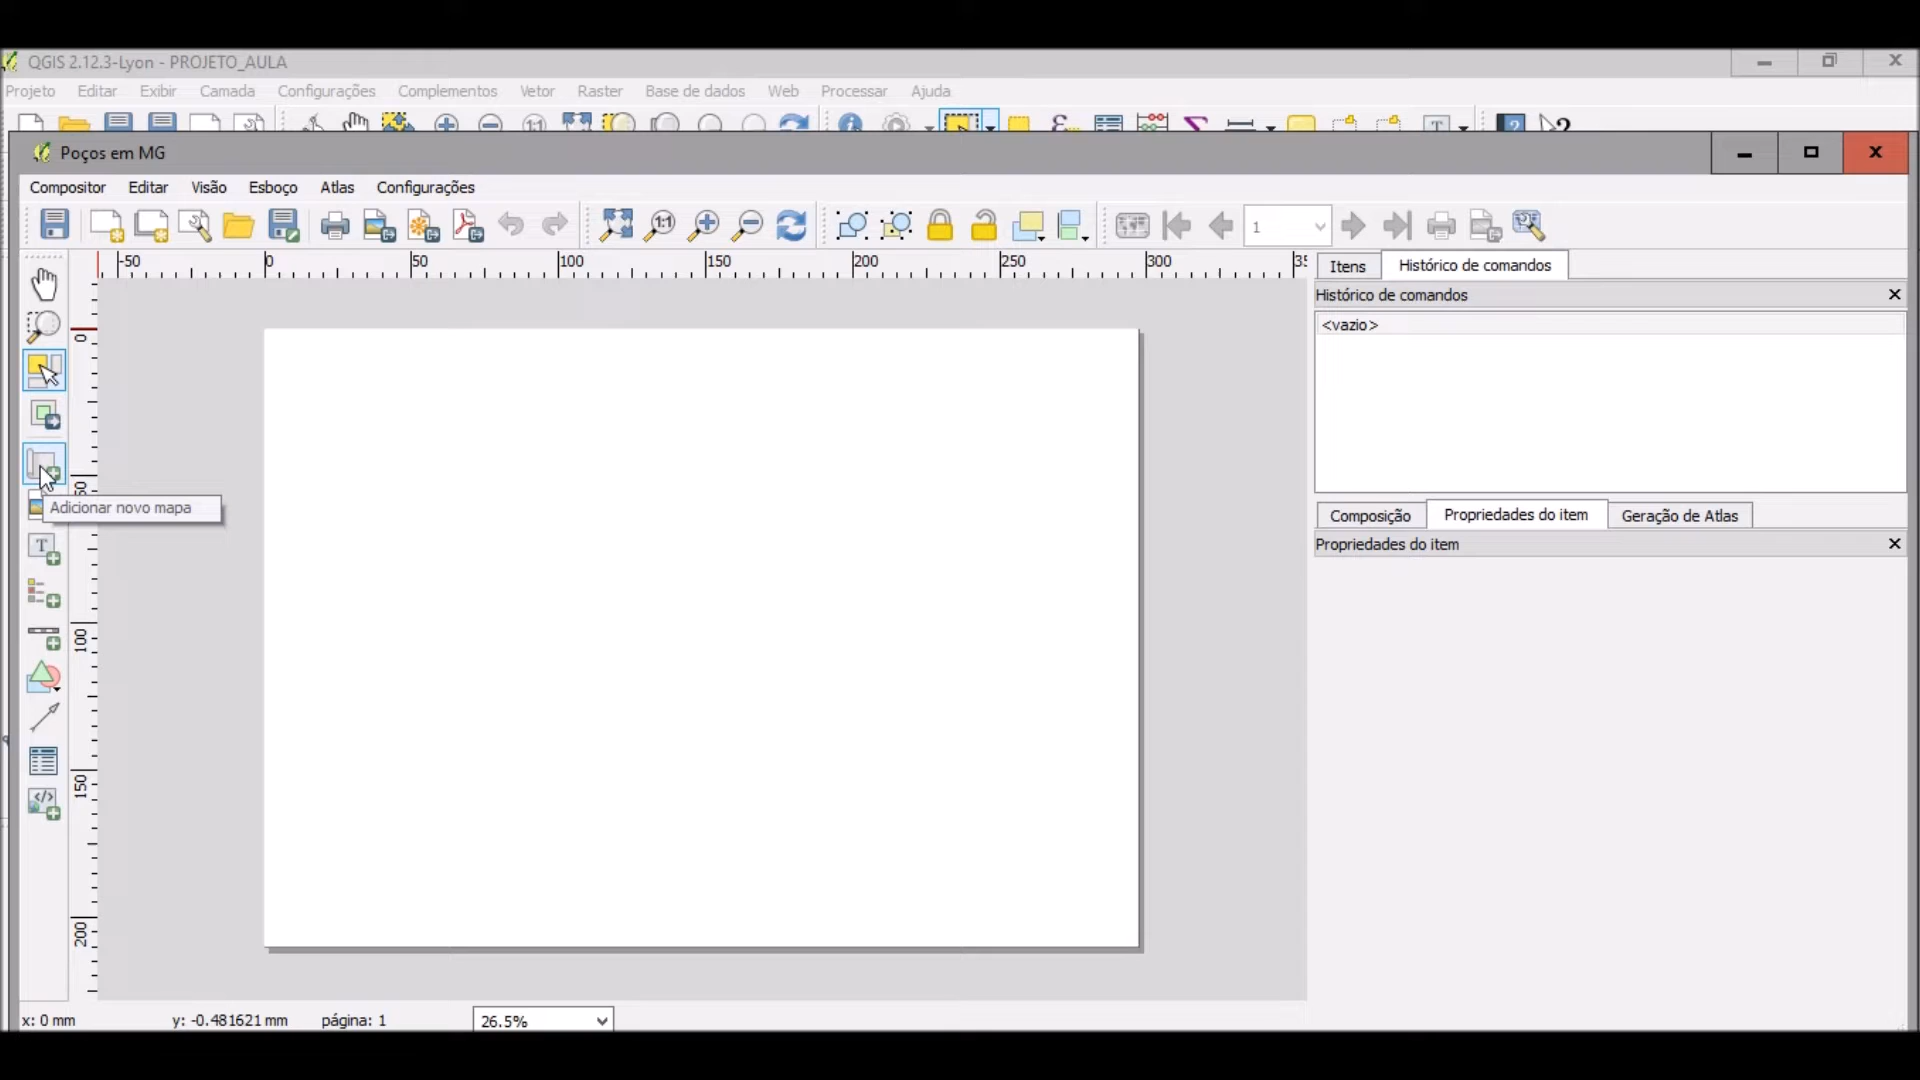 QGIS 2.12.3-Lyon - PROJETO_AULA
Projeto Editar Exibir Camada Configurações Complementos Vetor Raster Base de dados Web Processar Ajuda
Poços em MG
Compositor Editar Visão Esboço Atlas Configurações
1:1
1
-50 0 50 100 150 200 250 300
Itens Histórico de comandos
Histórico de comandos
<vazio>
0
Adicionar novo mapa
Composição Propriedades do item Geração de Atlas
Propriedades do item
100
150
200
x: 0 mm y: -0.481621 mm página: 1 26.5%